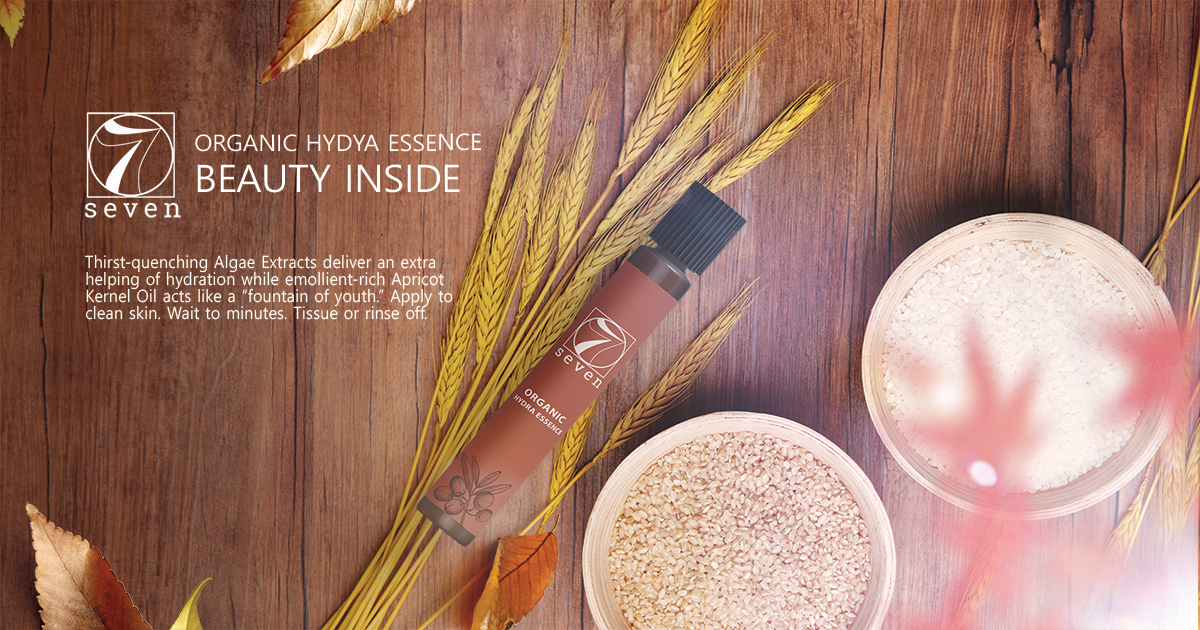 7
seven
ORGANIC HYDYA ESSENCE
BEAUTY INSIDE
Thirst-quenching Algae Extracts deliver an extra
helping of hydration while emollient-rich Apricot
Kernel Oil acts like a “fountain of youth.” Apply to
clean skin. Wait to minutes. Tissue or rinse off.
7
seven
ORGANIC
HYDRA ESSENCE